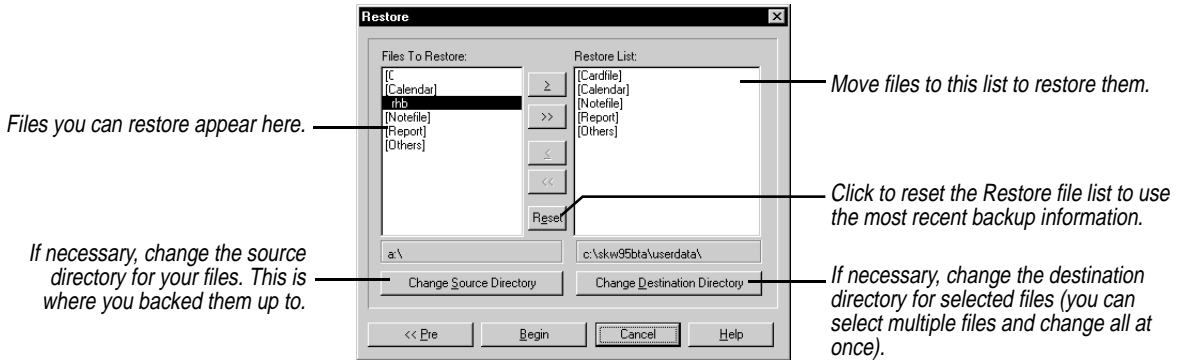 Restore
Files To Restore:
Restore List:
[C
[Calendar]
rhb
[Notefile]
[Report]
[Others]
>
>>
<
<<
Reset
[Cardfile]
[Calendar]
[Notefile]
[Report]
[Others]
a:\
c:\skw95bta\userdata\
Change Source Directory
Change Destination Directory
<< Pre
Begin
Cancel
Help
Files you can restore appear here.
If necessary, change the source
directory for your files. This is
where you backed them up to.
Move files to this list to restore them.
Click to reset the Restore file list to use
the most recent backup information.
If necessary, change the destination
directory for selected files (you can
select multiple files and change all at
once).